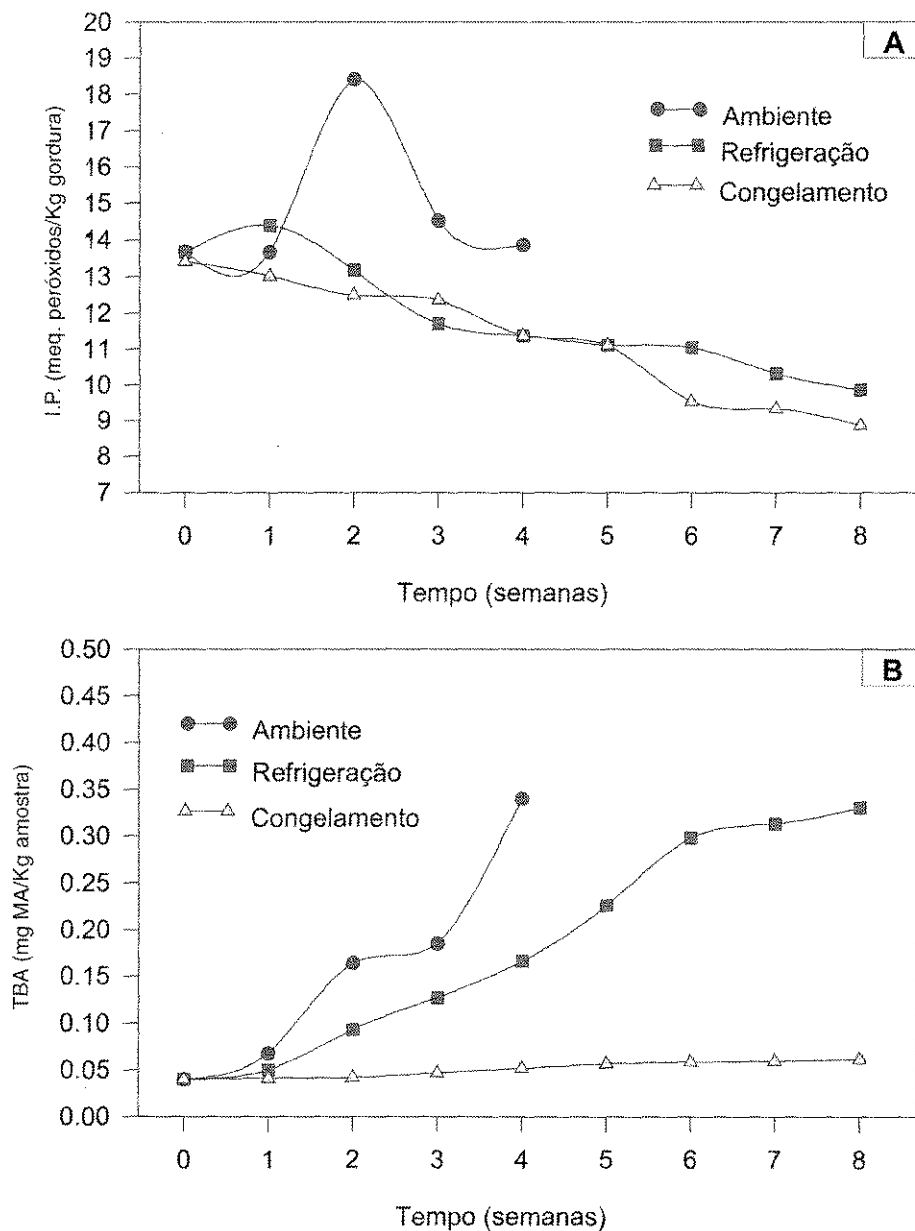 A
I.P. (meq. peróxidos/Kg gordura)
20
19
18
17
16
15
14
13
12
11
10
9
8
7
Ambiente
Refrigeração
Congelamento
0 1 2 3 4 5 6 7 8
Tempo (semanas)
B
TBA (mg MA/Kg amostra)
0.50
0.45
0.40
0.35
0.30
0.25
0.20
0.15
0.10
0.05
0.00
Ambiente
Refrigeração
Congelamento
0 1 2 3 4 5 6 7 8
Tempo (semanas)